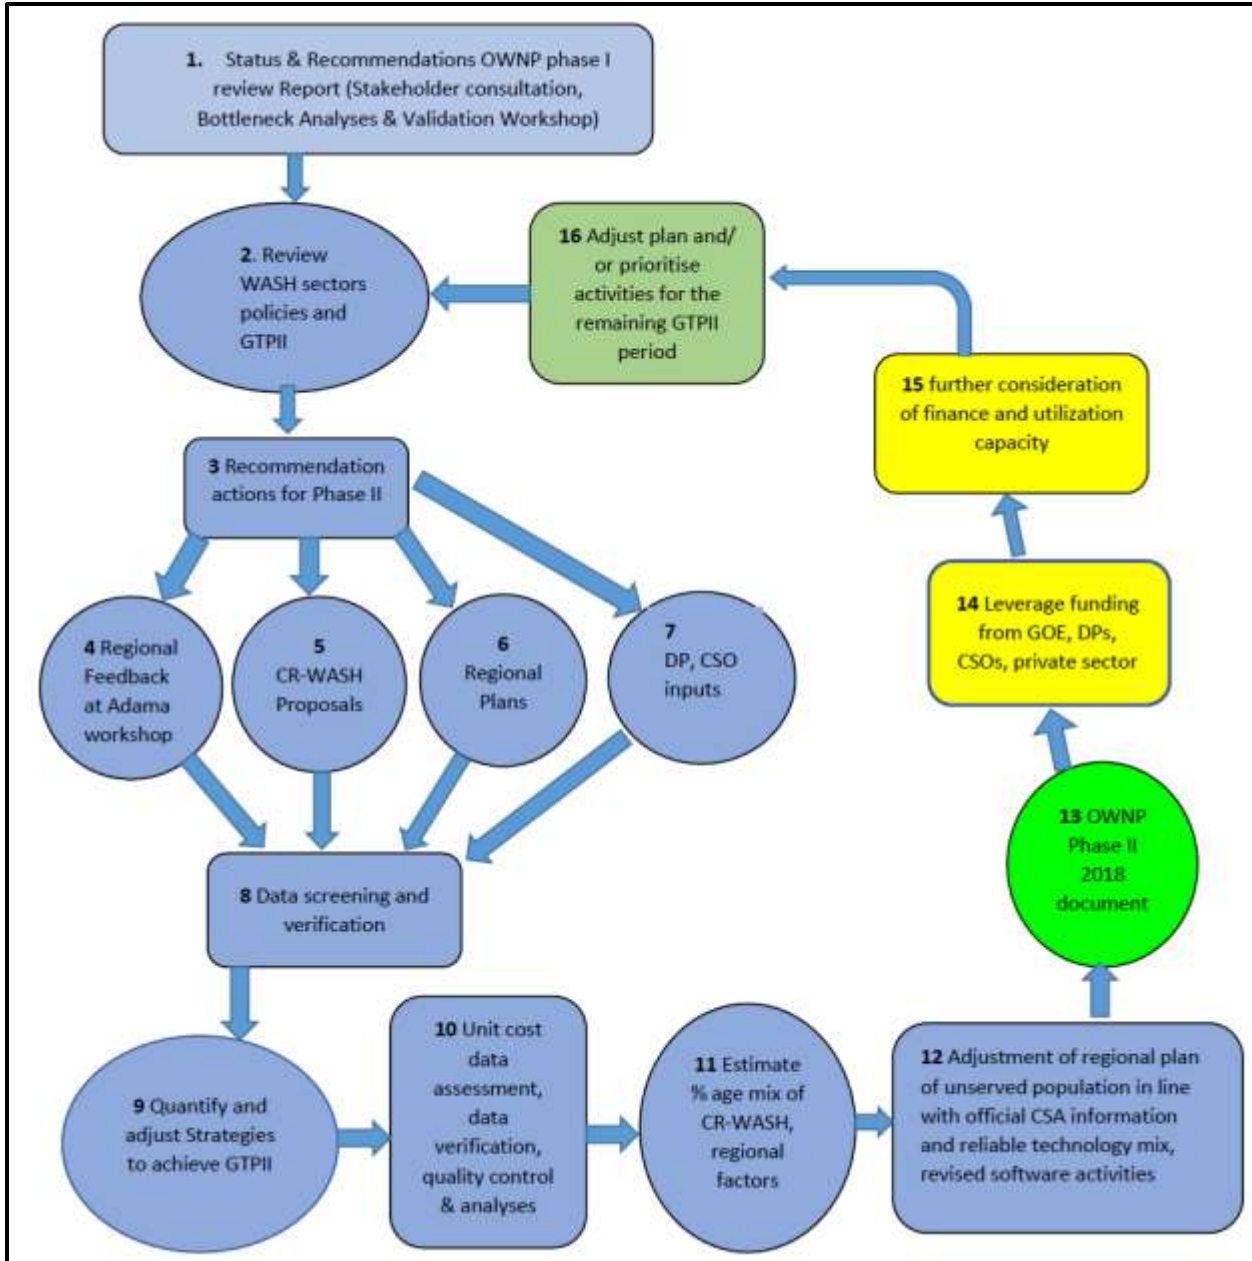 1. Status & Recommendations OWNP phase I
review Report (Stakeholder consultation,
Bottleneck Analyses & Validation Workshop)
2. Review
WASH sectors
policies and
GTPII
16 Adjust plan and/
or prioritise
activities for the
remaining GTPII
period
15 further consideration
of finance and utilization
capacity
3 Recommendation
actions for Phase II
14 Leverage funding
from GOE, DPs,
CSOs, private sector
4 Regional
Feedback
at Adama
workshop
5
CR-WASH
Proposals
6
Regional
Plans
7
DP, CSO
inputs
13 OWNP
Phase II
2018
document
8 Data screening and
verification
9 Quantify and
adjust Strategies
to achieve GTPII
10 Unit cost
data
assessment,
data
verification,
quality control
& analyses
11 Estimate
% age mix of
CR-WASH,
regional
factors
12 Adjustment of regional plan
of unserved population in line
with official CSA information
and reliable technology mix,
revised software activities